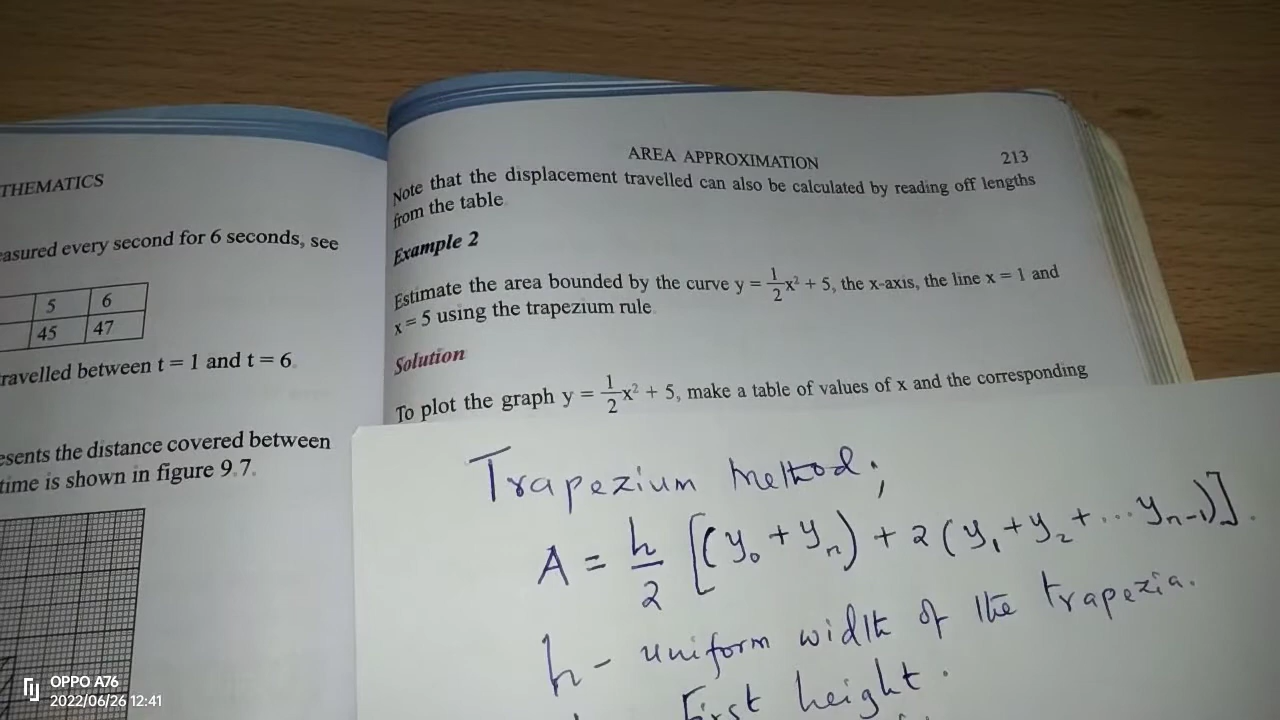 THEMATICS
easured every second for 6 seconds, see
5 6
45 47
ravelled between t = 1 and t = 6.
esents the distance covered between
time is shown in figure 9.7.
AREA APPROXIMATION 213
Note that the displacement travelled can also be calculated by reading off lengths
from the table.
Example 2
Estimate the area bounded by the curve y = 1/2 x² + 5, the x-axis, the line x = 1 and
x = 5 using the trapezium rule.
Solution
To plot the graph y = 1/2 x² + 5, make a table of values of x and the corresponding
Trapezium method;
A = h/2 [(y₀ + yₙ) + 2(y₁ + y₂ + ... yₙ₋₁)].
h - uniform width of the trapezia.
First height.
OPPO A76
2022/06/26 12:41